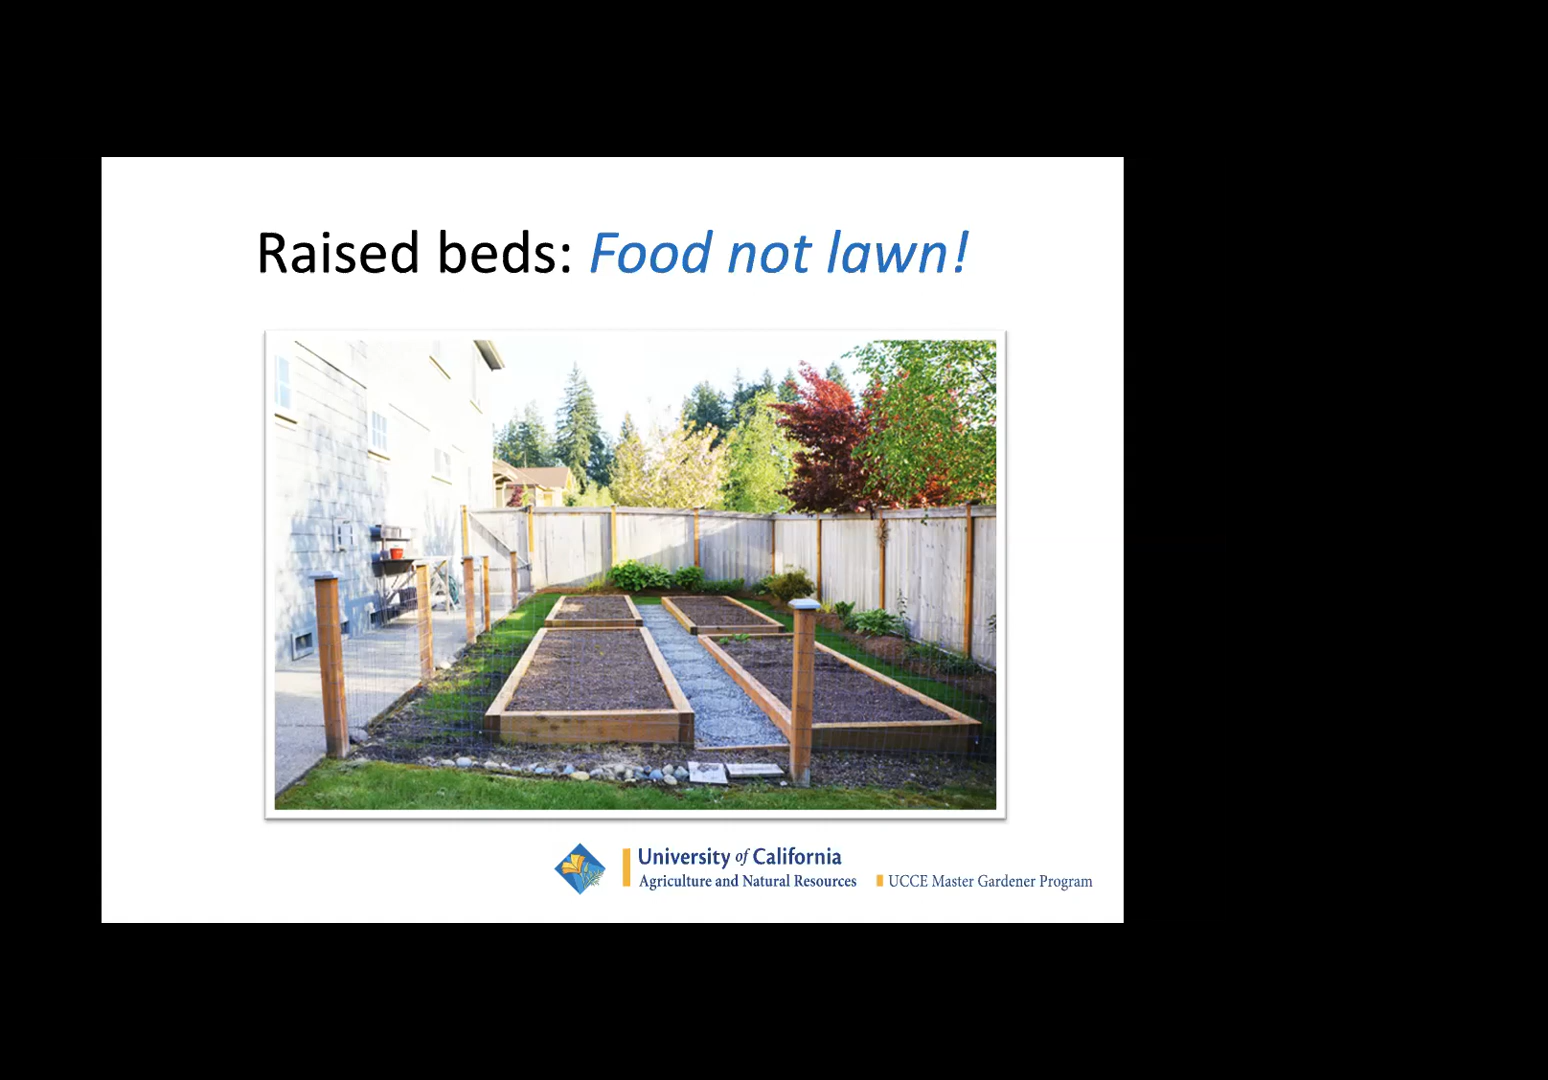 Raised beds: Food not lawn!
University of California
Agriculture and Natural Resources
UCCE Master Gardener Program